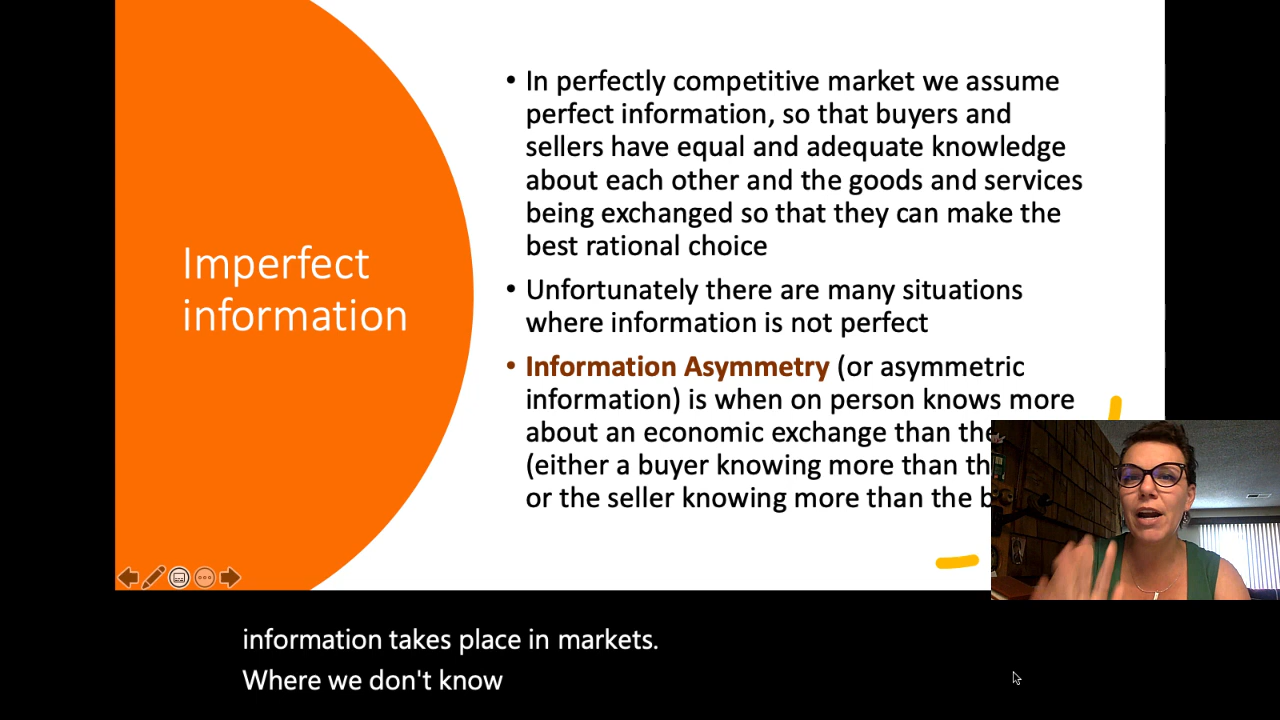 Imperfect
information
• In perfectly competitive market we assume
perfect information, so that buyers and
sellers have equal and adequate knowledge
about each other and the goods and services
being exchanged so that they can make the
best rational choice
• Unfortunately there are many situations
where information is not perfect
• Information Asymmetry (or asymmetric
information) is when on person knows more
about an economic exchange than
(either a buyer knowing more than
or the seller knowing more than the
information takes place in markets.
Where we don't know